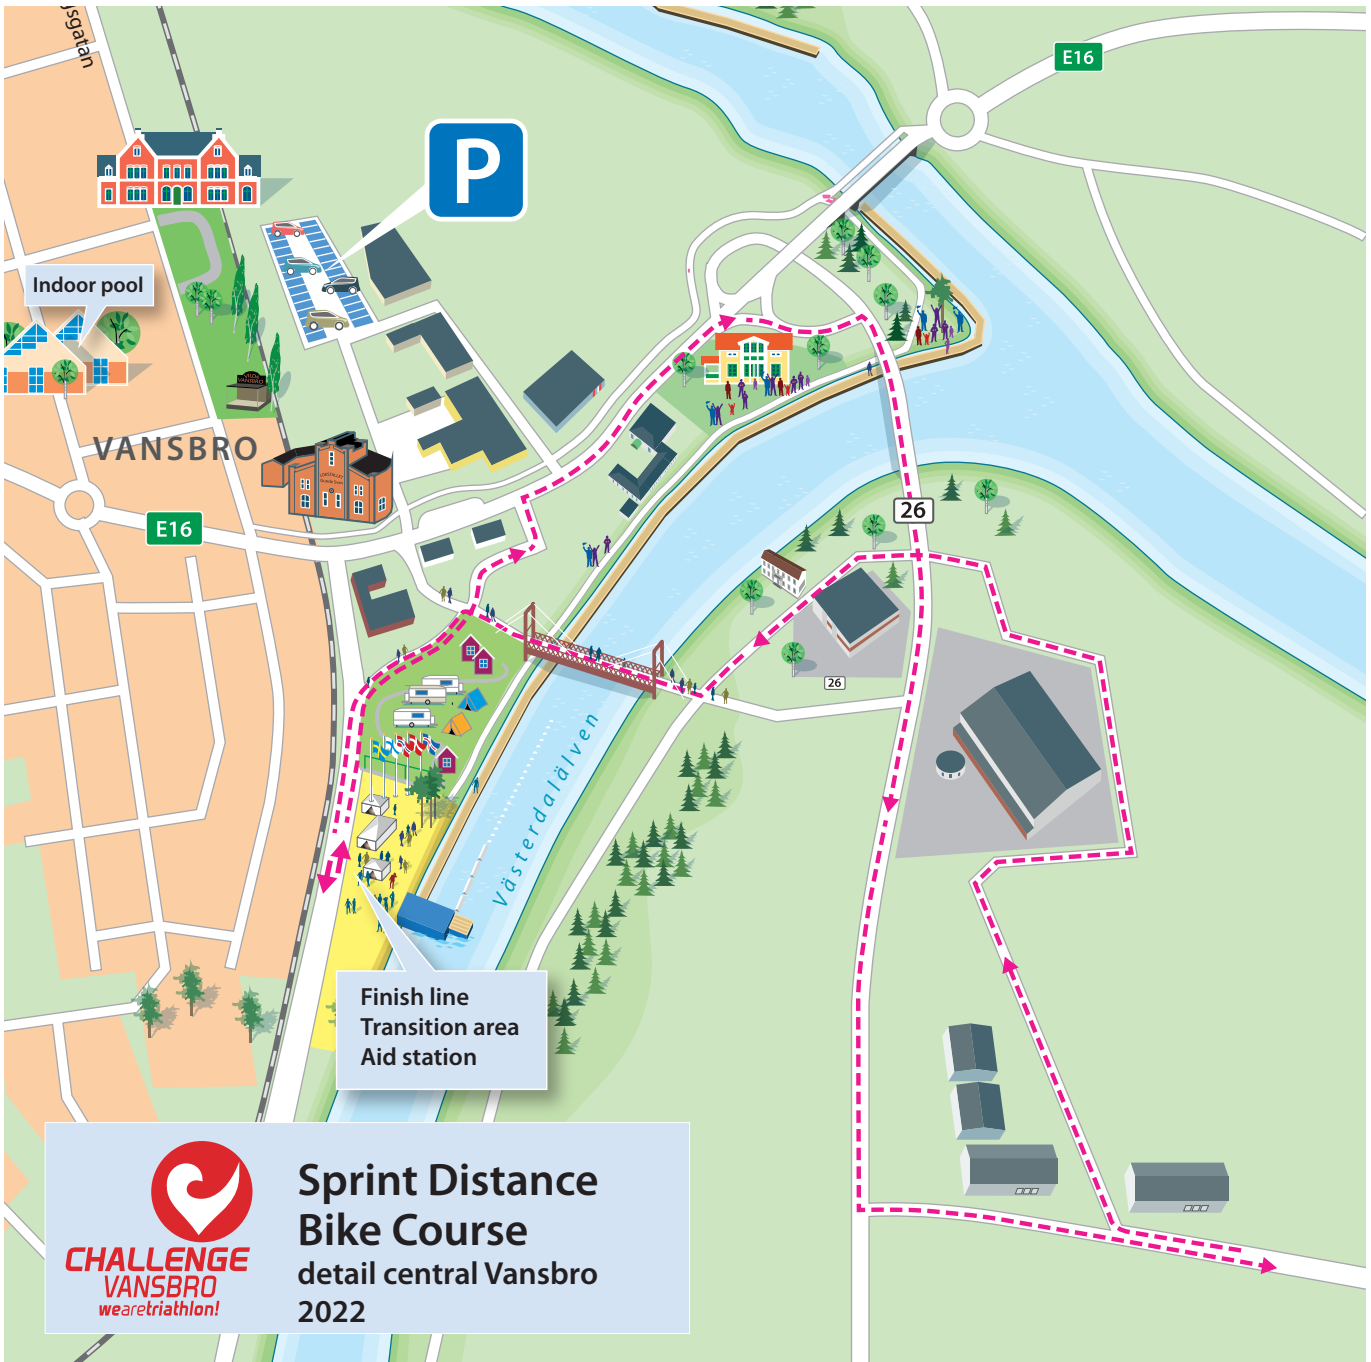 gsgatan
E16
P
Indoor pool
VANSBRO
E16
26
26
Västerdalälven
Finish line
Transition area
Aid station
CHALLENGE
VANSBRO
wearetriathlon!
Sprint Distance
Bike Course
detail central Vansbro
2022